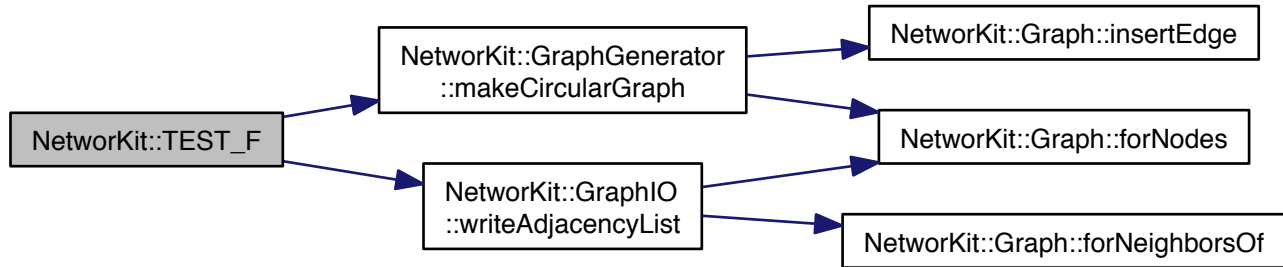 NetworKit::TEST_F
NetworKit::GraphGenerator
::makeCircularGraph
NetworKit::GraphIO
::writeAdjacencyList
NetworKit::Graph::insertEdge
NetworKit::Graph::forNodes
NetworKit::Graph::forNeighborsOf